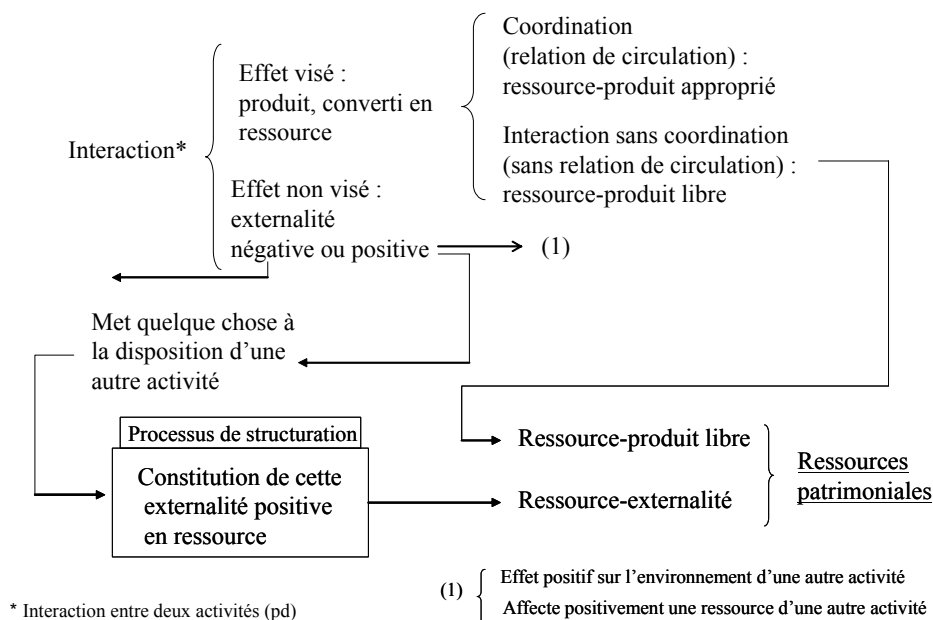 Coordination
(relation de circulation) :
ressource-produit approprié
Effet visé :
produit, converti en
ressource
Interaction*
Interaction sans coordination
(sans relation de circulation) :
ressource-produit libre
Effet non visé :
externalité
négative ou positive
(1)
Met quelque chose à
la disposition d’une
autre activité
Processus de structuration
Constitution de cette
externalité positive
en ressource
Ressource-produit libre
Ressource-externalité
Ressources
patrimoniales
(1)
Effet positif sur l’environnement d’une autre activité
Affecte positivement une ressource d’une autre activité
* Interaction entre deux activités (pd)